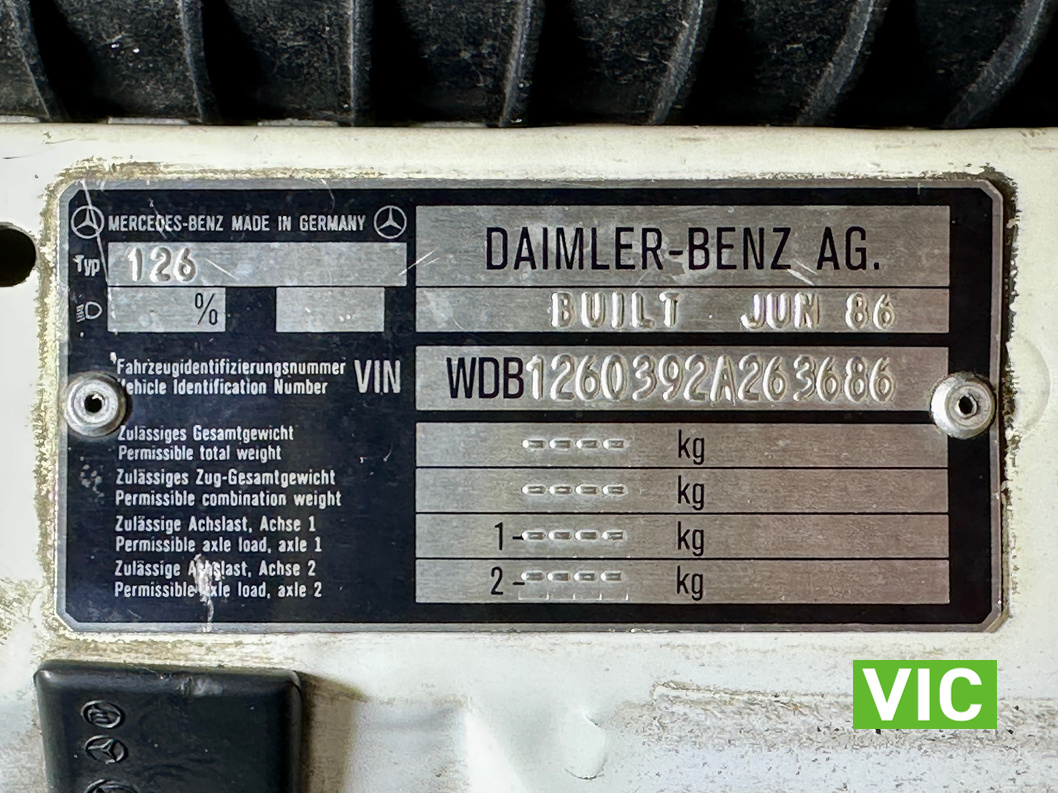 MERCEDES-BENZ MADE IN GERMANY
Typ 126
%
DAIMLER-BENZ AG.
BUILT JUN 86
Fahrzeugidentifizierungsnummer
Vehicle Identification Number
VIN WDB1260392A263686
Zulässiges Gesamtgewicht
Permissible total weight
---- kg
Zulässiges Zug-Gesamtgewicht
Permissible combination weight
---- kg
Zulässige Achslast, Achse 1
Permissible axle load, axle 1
1----- kg
Zulässige Achslast, Achse 2
Permissible axle load, axle 2
2----- kg
VIC